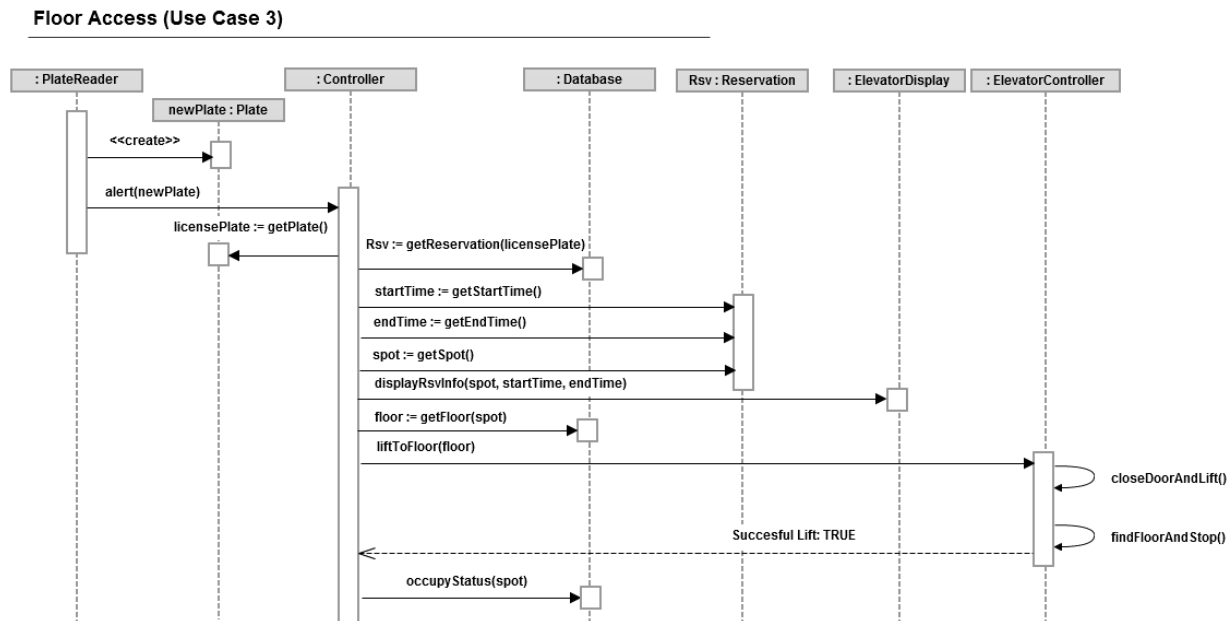 Floor Access (Use Case 3)
: PlateReader
newPlate : Plate
: Controller
: Database
Rsv : Reservation
: ElevatorDisplay
: ElevatorController
<<create>>
alert(newPlate)
licensePlate := getPlate()
Rsv := getReservation(licensePlate)
startTime := getStartTime()
endTime := getEndTime()
spot := getSpot()
displayRsvInfo(spot, startTime, endTime)
floor := getFloor(spot)
liftToFloor(floor)
closeDoorAndLift()
findFloorAndStop()
Succesful Lift: TRUE
occupyStatus(spot)